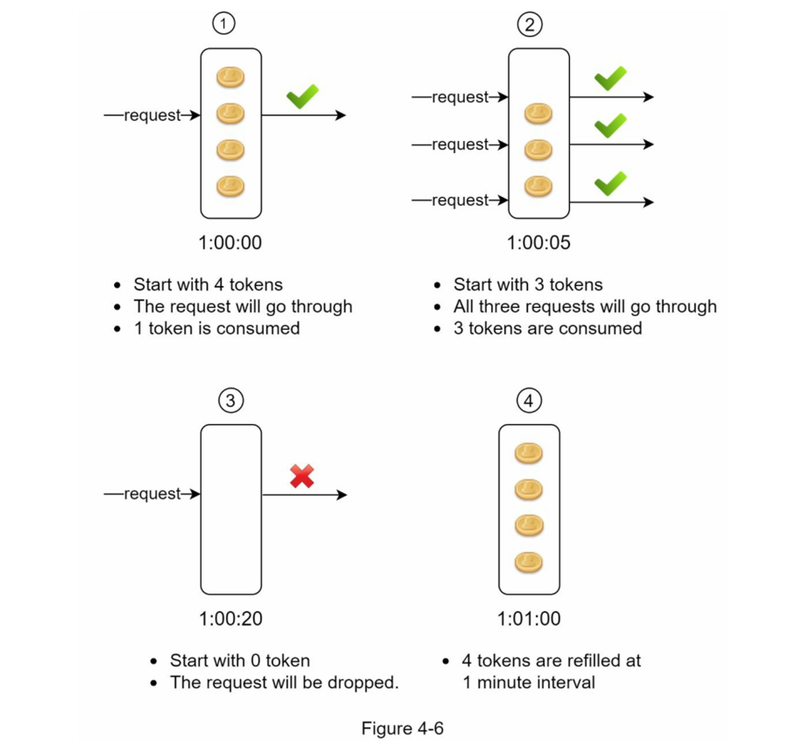 1
2
request
request
request
request
1:00:00
1:00:05
Start with 4 tokens
The request will go through
1 token is consumed
Start with 3 tokens
All three requests will go through
3 tokens are consumed
3
4
request
1:00:20
1:01:00
Start with 0 token
The request will be dropped.
4 tokens are refilled at
1 minute interval
Figure 4-6